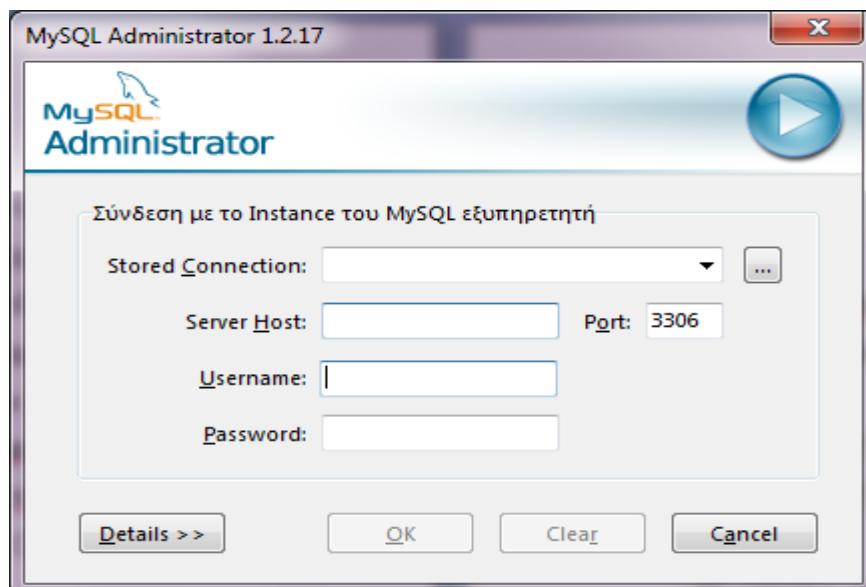 MySQL Administrator 1.2.17
MySQL
Administrator
Σύνδεση με το Instance του MySQL εξυπηρετητή
Stored Connection: ...
Server Host: Port: 3306
Username:
Password:
Details >> OK Clear Cancel